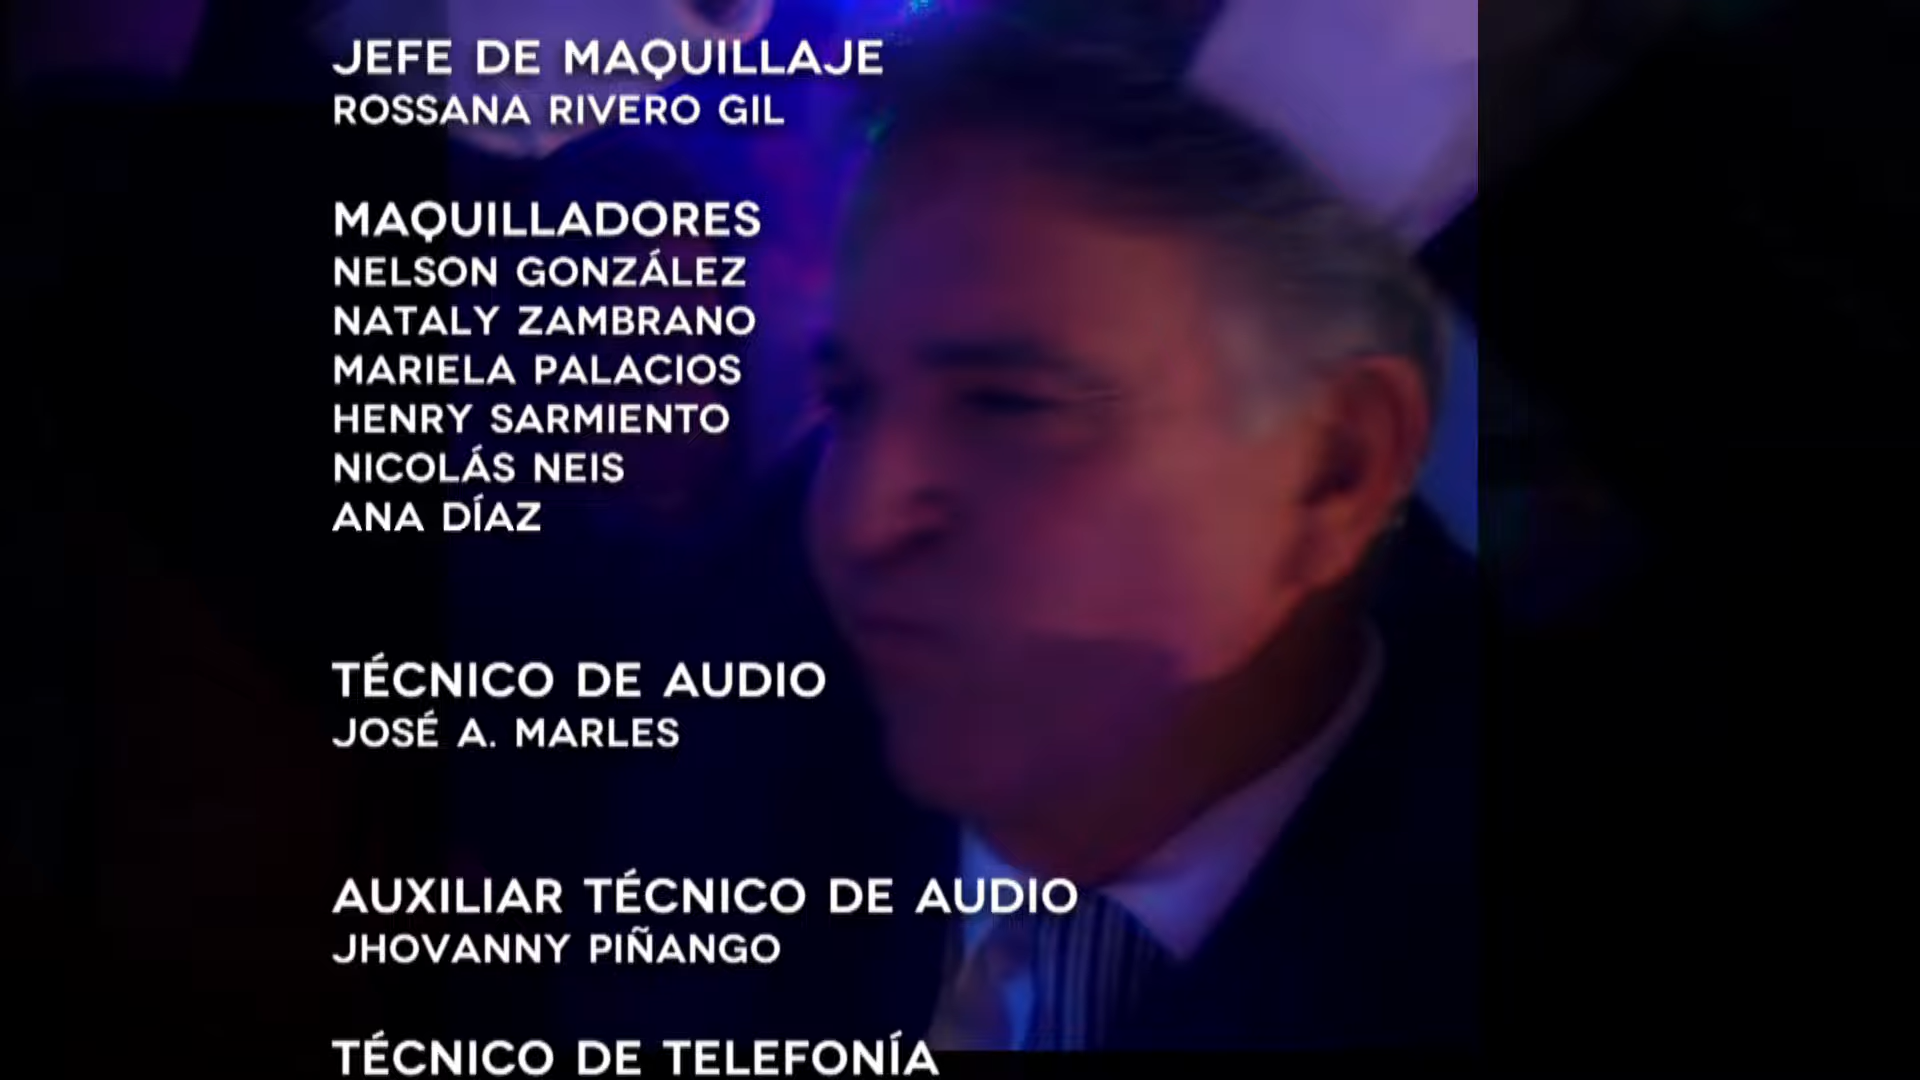 JEFE DE MAQUILLAJE
ROSSANA RIVERO GIL
MAQUILLADORES
NELSON GONZÁLEZ
NATALY ZAMBRANO
MARIELA PALACIOS
HENRY SARMIENTO
NICOLÁS NEIS
ANA DÍAZ
TÉCNICO DE AUDIO
JOSÉ A. MARLES
AUXILIAR TÉCNICO DE AUDIO
JHOVANNY PIÑANGO
TÉCNICO DE TELEFONÍA